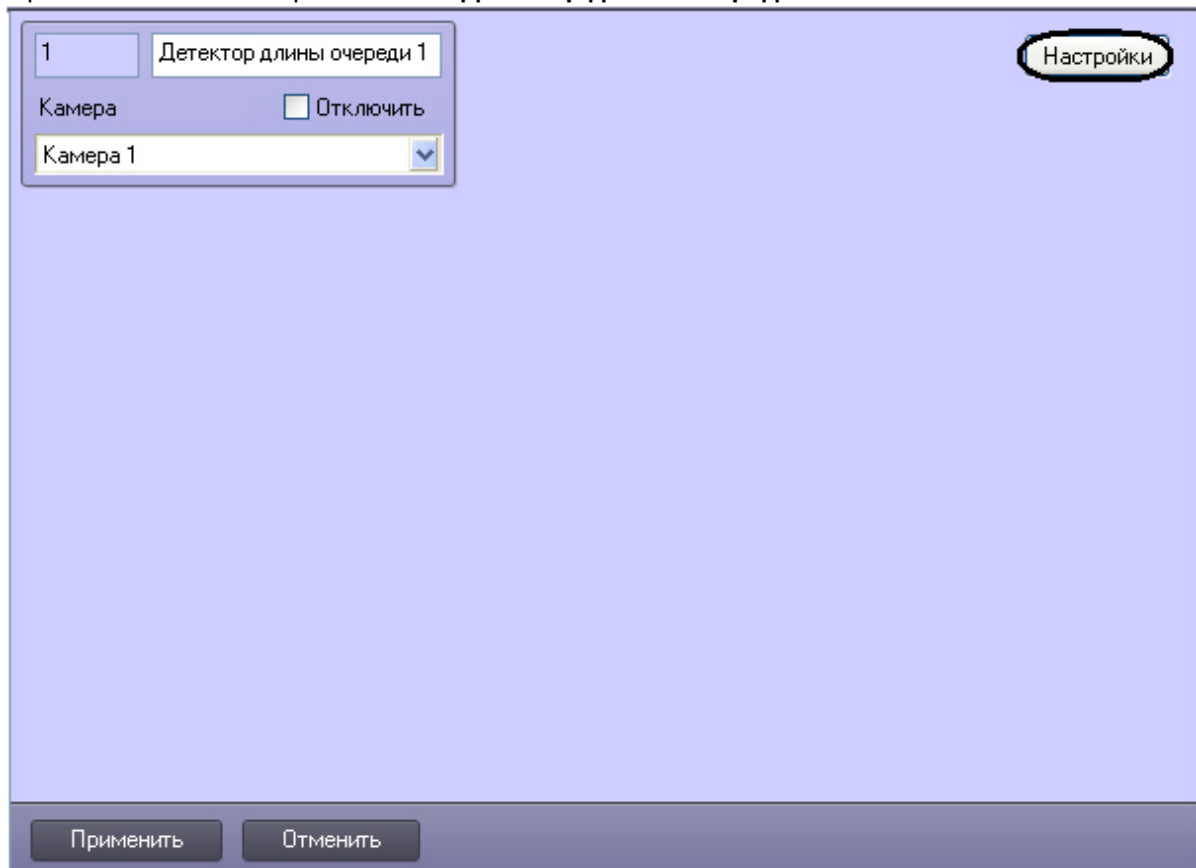 1
Детектор длины очереди 1
Настройки
Камера
Отключить
Камера 1
Применить
Отменить